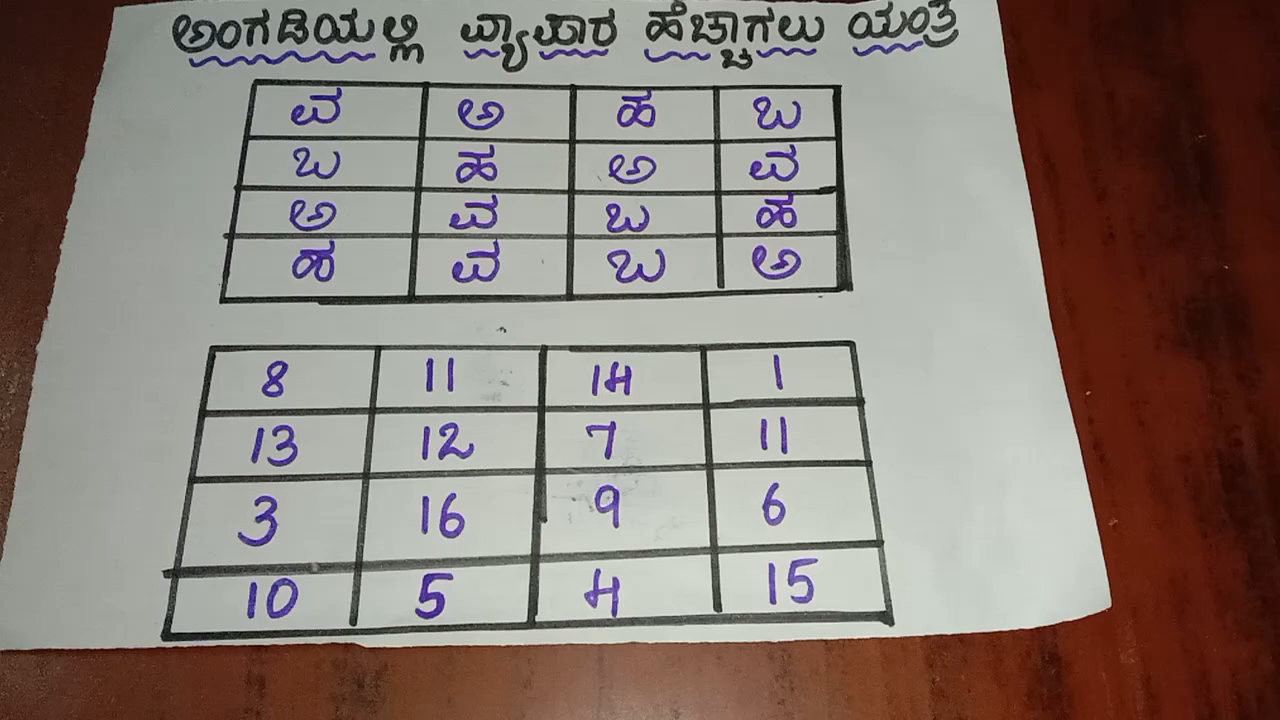 ಅಂಗಡಿಯಲ್ಲಿ ವ್ಯಾಪಾರ ಹೆಚ್ಚಾಗಲು ಯಂತ್ರ
ವ ಅ ಹ ಬ
ಬ ಹ ಅ ವ
ಅ ವ ಬ ಹ
ಹ ವ ಬ ಅ
8 11 14 1
13 12 7 11
3 16 9 6
10 5 4 15